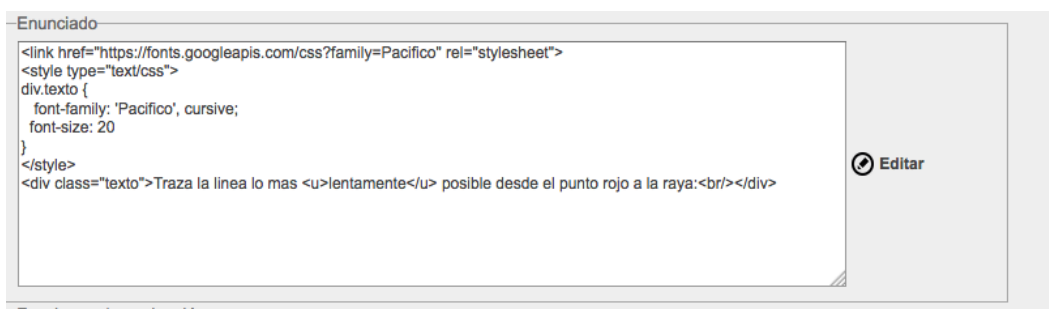 Enunciado
<link href="https://fonts.googleapis.com/css?family=Pacifico" rel="stylesheet">
<style type="text/css">
div.texto {
font-family: 'Pacifico', cursive;
font-size: 20
}
</style>
<div class="texto">Traza la linea lo mas <u>lentamente</u> posible desde el punto rojo a la raya:<br/></div>
Editar